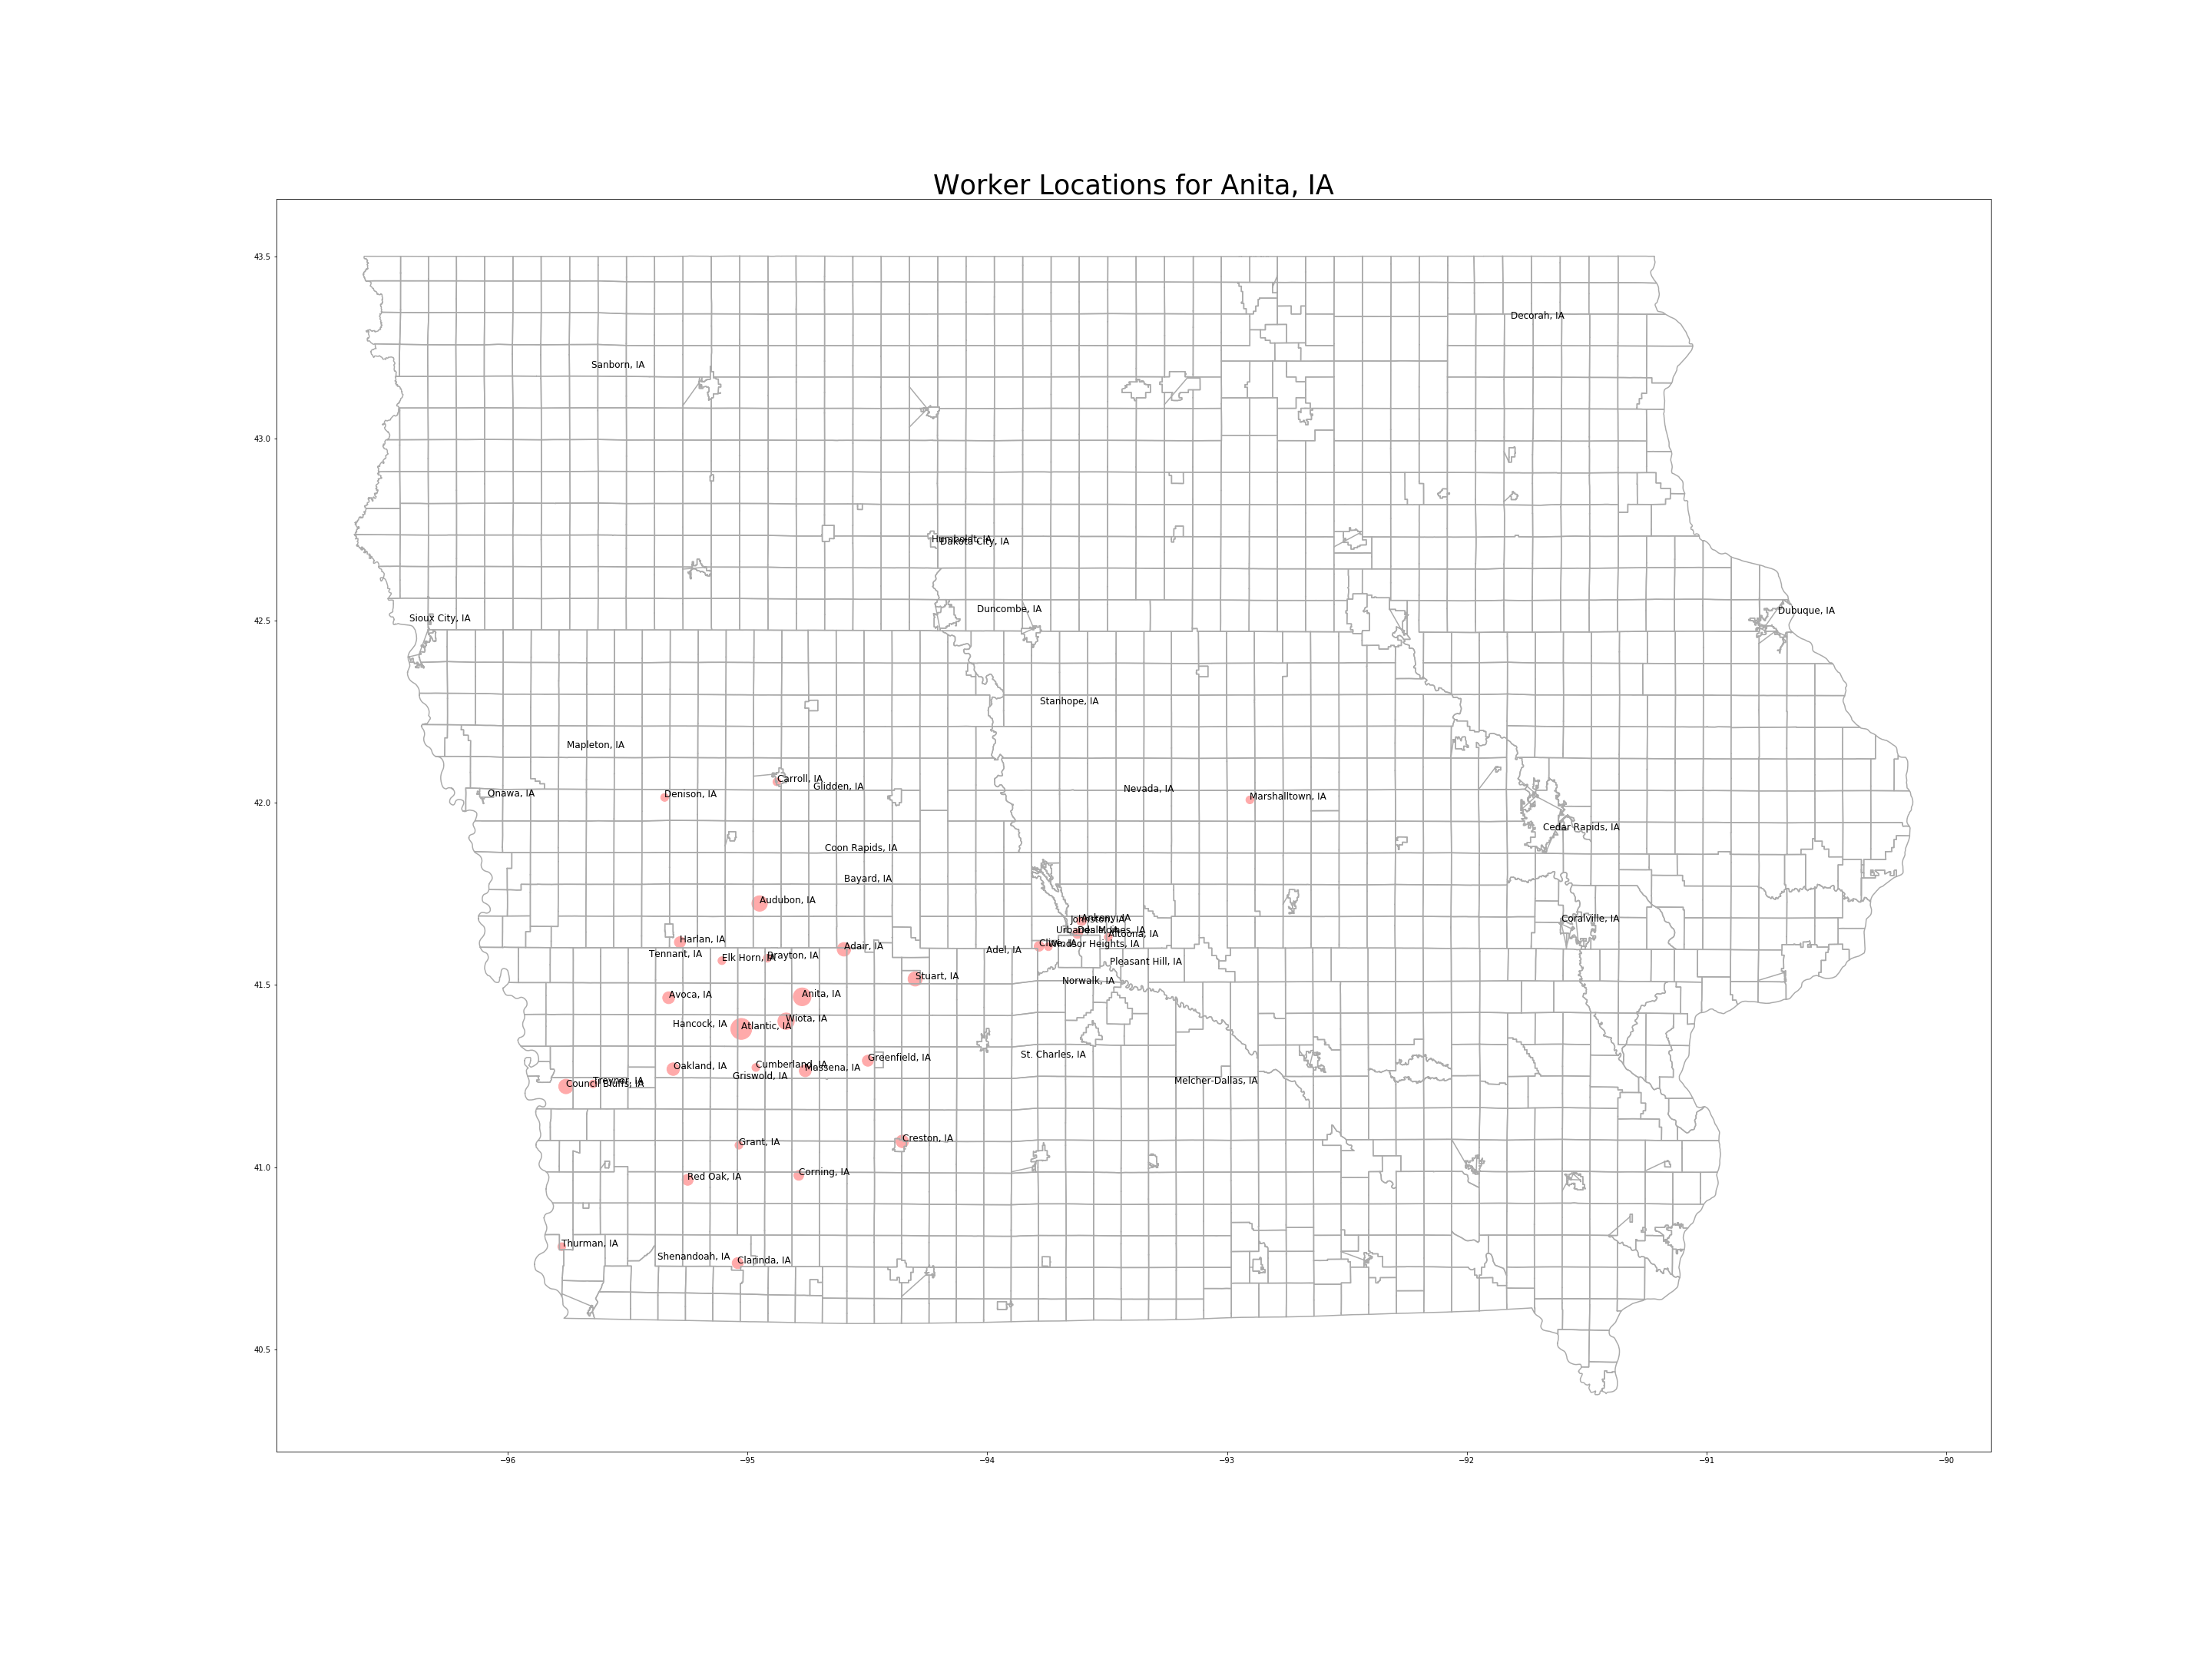 Worker Locations for Anita, IA
43.5
Decorah, IA
Sanborn, IA
43.0
Humboldt, IA
Dakota City, IA
Duncombe, IA
Dubuque, IA
42.5
Sioux City, IA
Stanhope, IA
Mapleton, IA
Carroll, IA
Glidden, IA
Nevada, IA
Onawa, IA
Denison, IA
Marshalltown, IA
42.0
Cedar Rapids, IA
Coon Rapids, IA
Bayard, IA
Audubon, IA
Ankeny, IA
Johnston, IA
Coralville, IA
Des Moines, IA
Altoona, IA
Harlan, IA
Clive, IA
Windsor Heights, IA
Adair, IA
Adel, IA
Tennant, IA
Elk Horn, IA
Brayton, IA
Pleasant Hill, IA
Stuart, IA
Norwalk, IA
41.5
Avoca, IA
Anita, IA
Wiota, IA
Hancock, IA
Atlantic, IA
St. Charles, IA
Greenfield, IA
Oakland, IA
Cumberland, IA
Massena, IA
Griswold, IA
Treynor, IA
Council Bluffs, IA
Melcher-Dallas, IA
Creston, IA
Grant, IA
41.0
Corning, IA
Red Oak, IA
Thurman, IA
Shenandoah, IA
Clarinda, IA
40.5
−96
−95
−94
−93
−92
−91
−90